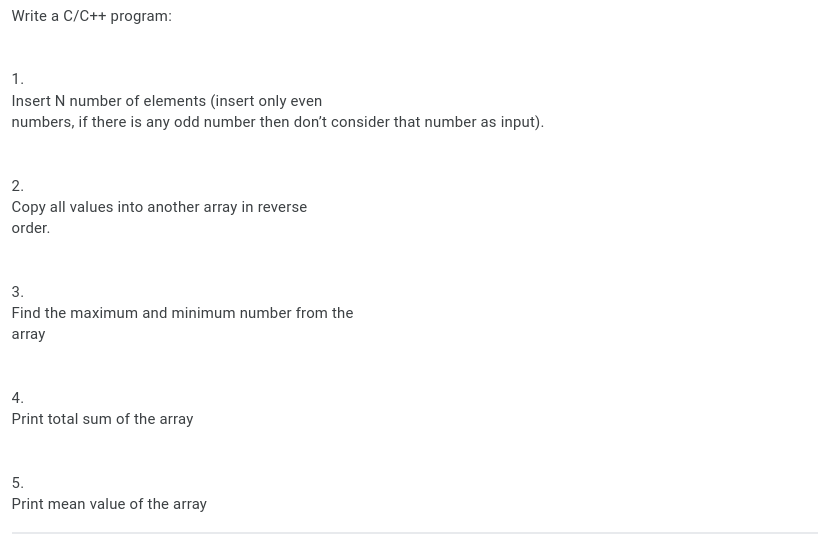 Write a C/C++ program:
1.
Insert N number of elements (insert only even
numbers, if there is any odd number then don’t consider that number as input).
2.
Copy all values into another array in reverse
order.
3.
Find the maximum and minimum number from the
array
4.
Print total sum of the array
5.
Print mean value of the array